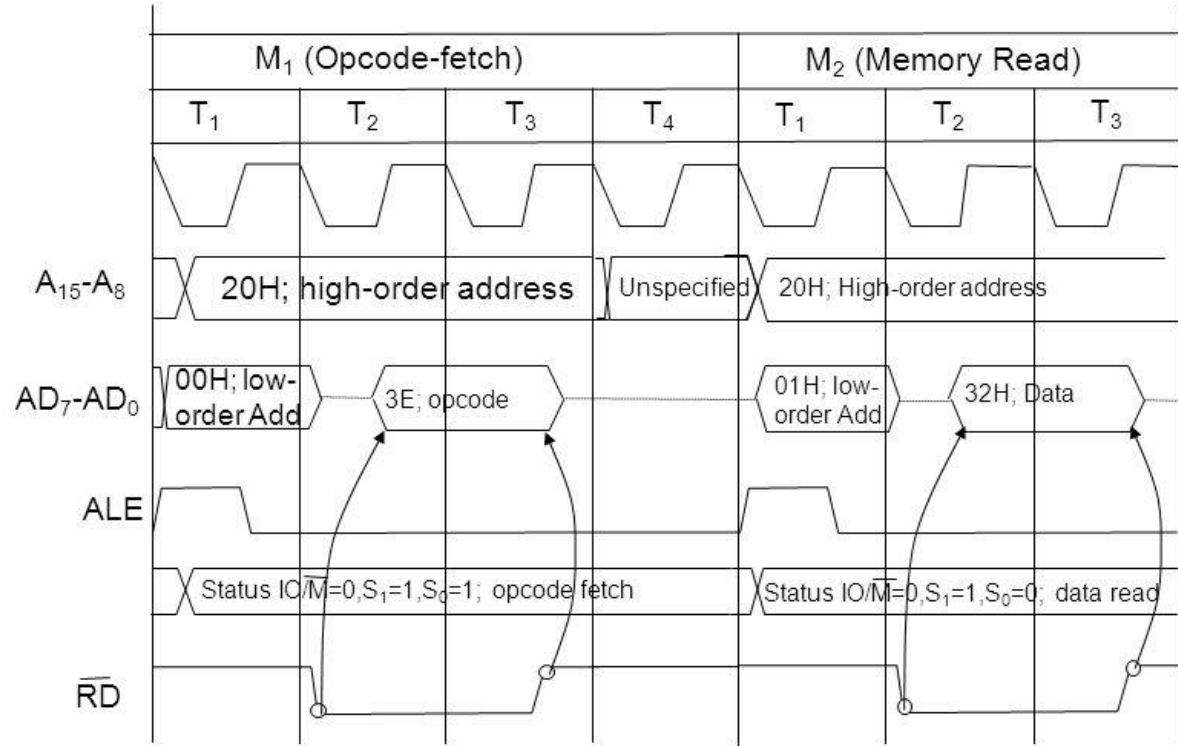 M₁ (Opcode-fetch) M₂ (Memory Read)
T₁ T₂ T₃ T₄ T₁ T₂ T₃
A₁₅-A₈ 20H; high-order address Unspecified 20H; High-order address
AD₇-AD₀ 00H; low-order Add 3E; opcode 01H; low-order Add 32H; Data
ALE
Status IO/M̅=0,S₁=1,S₀=1; opcode fetch Status IO/M̅=0,S₁=1,S₀=0; data read
R̅D̅